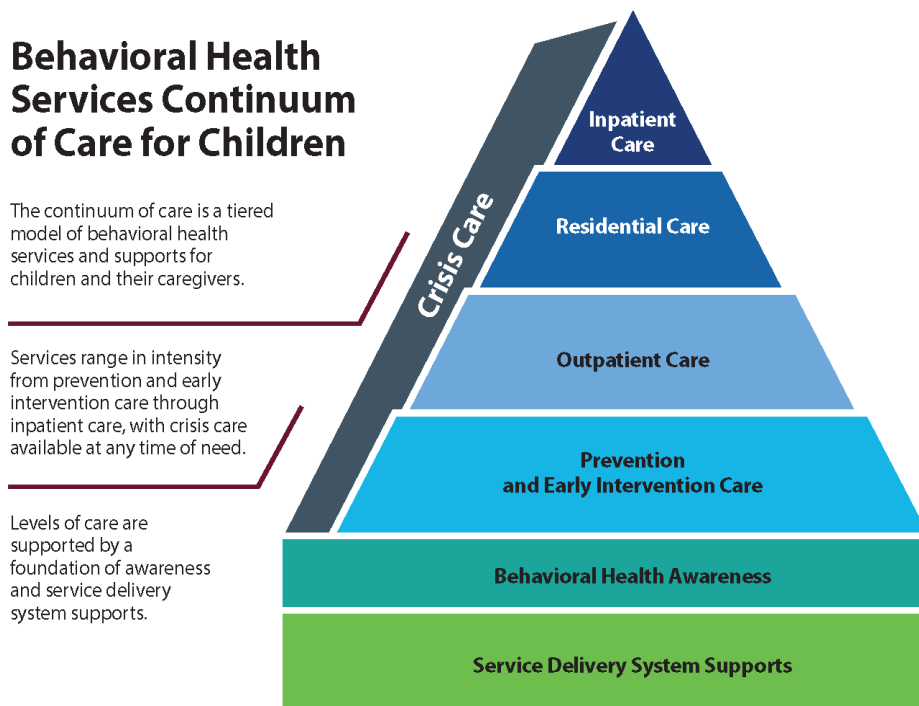 Behavioral Health
Services Continuum
of Care for Children
The continuum of care is a tiered
model of behavioral health
services and supports for
children and their caregivers.
Services range in intensity
from prevention and early
intervention care through
inpatient care, with crisis care
available at any time of need.
Levels of care are
supported by a
foundation of awareness
and service delivery
system supports.
Crisis Care
Inpatient
Care
Residential Care
Outpatient Care
Prevention
and Early Intervention Care
Behavioral Health Awareness
Service Delivery System Supports